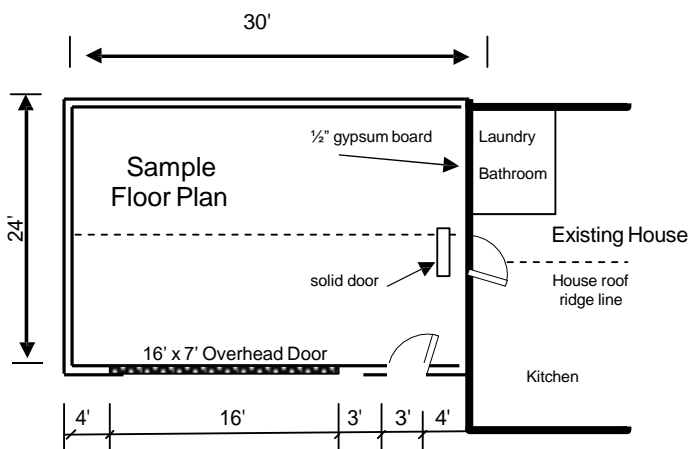 30'
½" gypsum board
Laundry
Bathroom
Sample
Floor Plan
24'
Existing House
solid door
House roof
ridge line
16' x 7' Overhead Door
Kitchen
4'
16'
3'
3'
4'